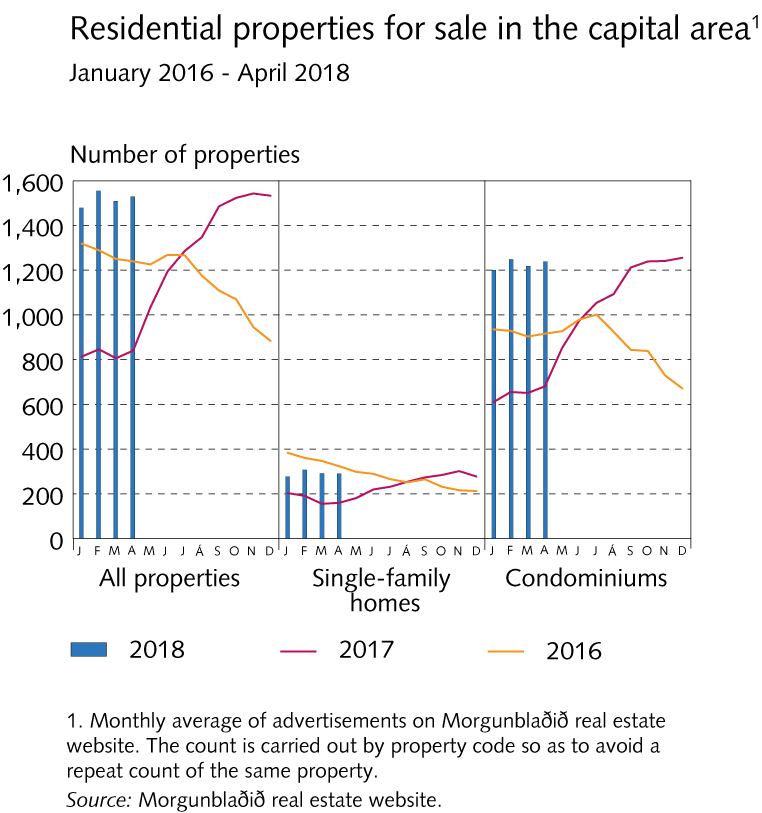 Residential properties for sale in the capital area¹
January 2016 - April 2018
Number of properties
1,600
1,400
1,200
1,000
800
600
400
200
0
J F M A M J J Á S O N D J F M A M J J Á S O N D J F M A M J J Á S O N D
All properties Single-family Condominiums
homes
2018 2017 2016
1. Monthly average of advertisements on Morgunblaðið real estate
website. The count is carried out by property code so as to avoid a
repeat count of the same property.
Source: Morgunblaðið real estate website.